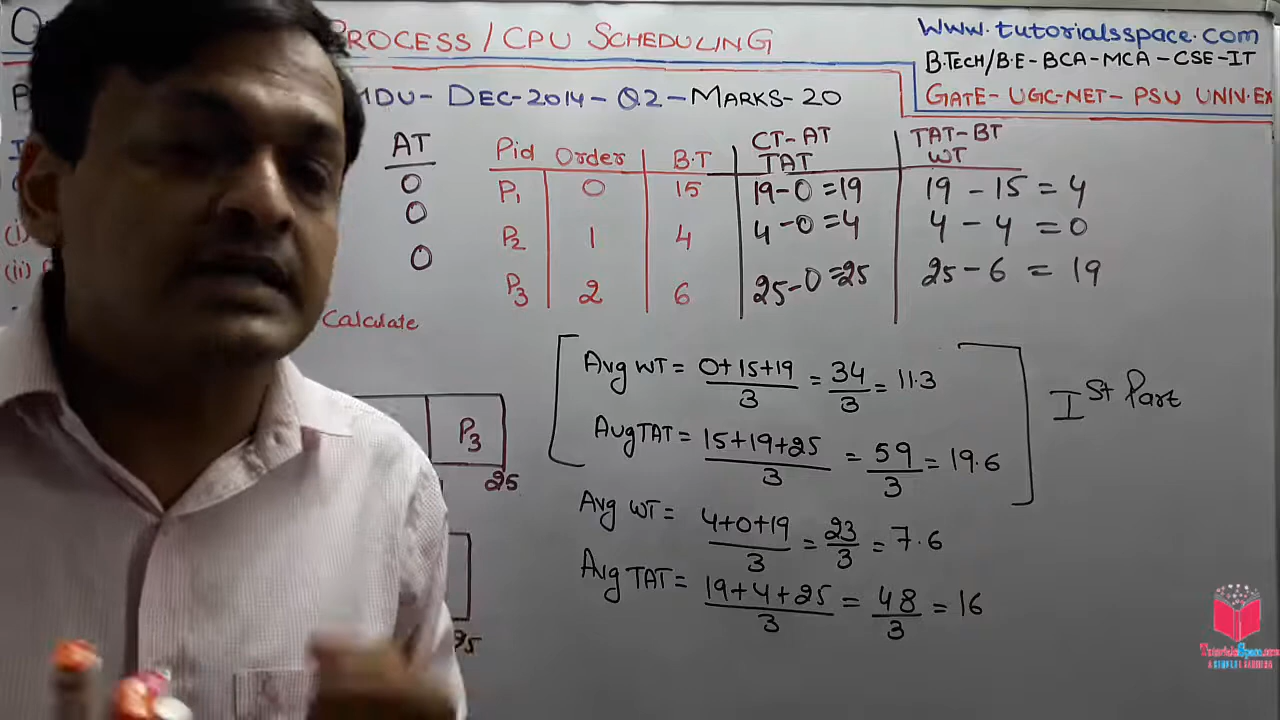 PROCESS / CPU SCHEDULING
www.tutorialsspace.com
B.TECH/B.E-BCA-MCA-CSE-IT
MDU- DEC-2014-Q2-MARKS-20
GATE- UGC-NET- PSU UNIV.EX
AT Pid Order B.T CT-AT TAT TAT-BT WT
0 P1 0 15 19-0=19 19-15=4
0 P2 1 4 4-0=4 4-4=0
0 P3 2 6 25-0=25 25-6=19
(i)
(ii)
Calculate
Avg WT = 0+15+19/3 = 34/3 = 11.3
Avg TAT = 15+19+25/3 = 59/3 = 19.6
Ist Part
P3
25
Avg WT = 4+0+19/3 = 23/3 = 7.6
Avg TAT = 19+4+25/3 = 48/3 = 16
TutorialsSpace.com